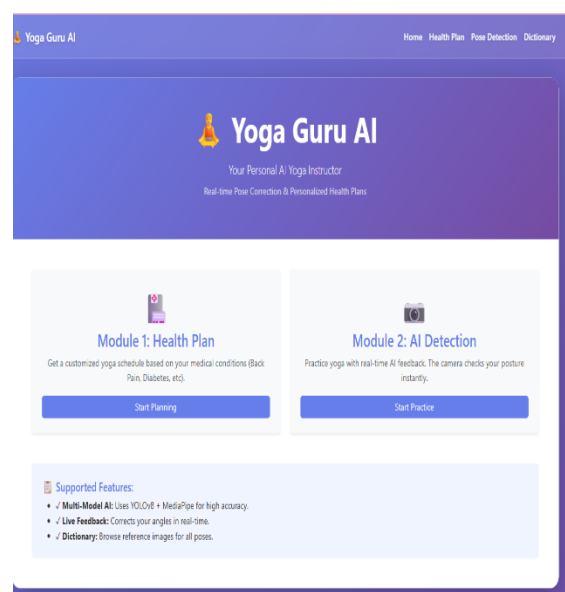 Yoga Guru AI
Home Health Plan Pose Detection Dictionary
Yoga Guru AI
Your Personal AI Yoga Instructor
Real-time Pose Correction & Personalized Health Plans
Module 1: Health Plan
Get a customized yoga schedule based on your medical conditions (Back
Pain, Diabetes, etc).
Start Planning
Module 2: AI Detection
Practice yoga with real-time AI feedback. The camera checks your posture
instantly.
Start Practice
Supported Features:
• √ Multi-Model AI: Uses YOLOv8 + MediaPipe for high accuracy.
• √ Live Feedback: Corrects your angles in real-time.
• √ Dictionary: Browse reference images for all poses.